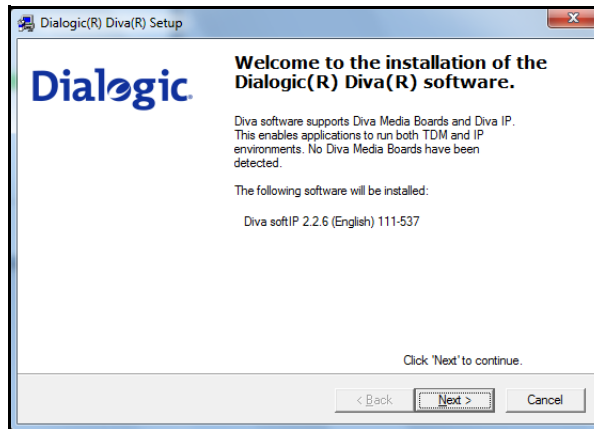 Dialogic(R) Diva(R) Setup
Dialogic.
Welcome to the installation of the
Dialogic(R) Diva(R) software.
Diva software supports Diva Media Boards and Diva IP.
This enables applications to run both TDM and IP
environments. No Diva Media Boards have been
detected.
The following software will be installed:
Diva softIP 2.2.6 (English) 111-537
Click 'Next' to continue.
< Back
Next >
Cancel